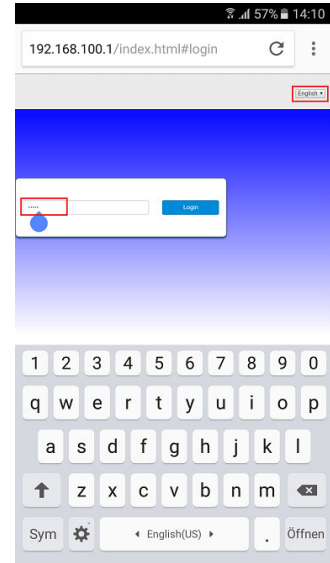 57% 14:10
192.168.100.1/index.html#login
English
.....
Login
1 2 3 4 5 6 7 8 9 0
q w e r t y u i o p
a s d f g h j k l
z x c v b n m
Sym English(US) . Öffnen